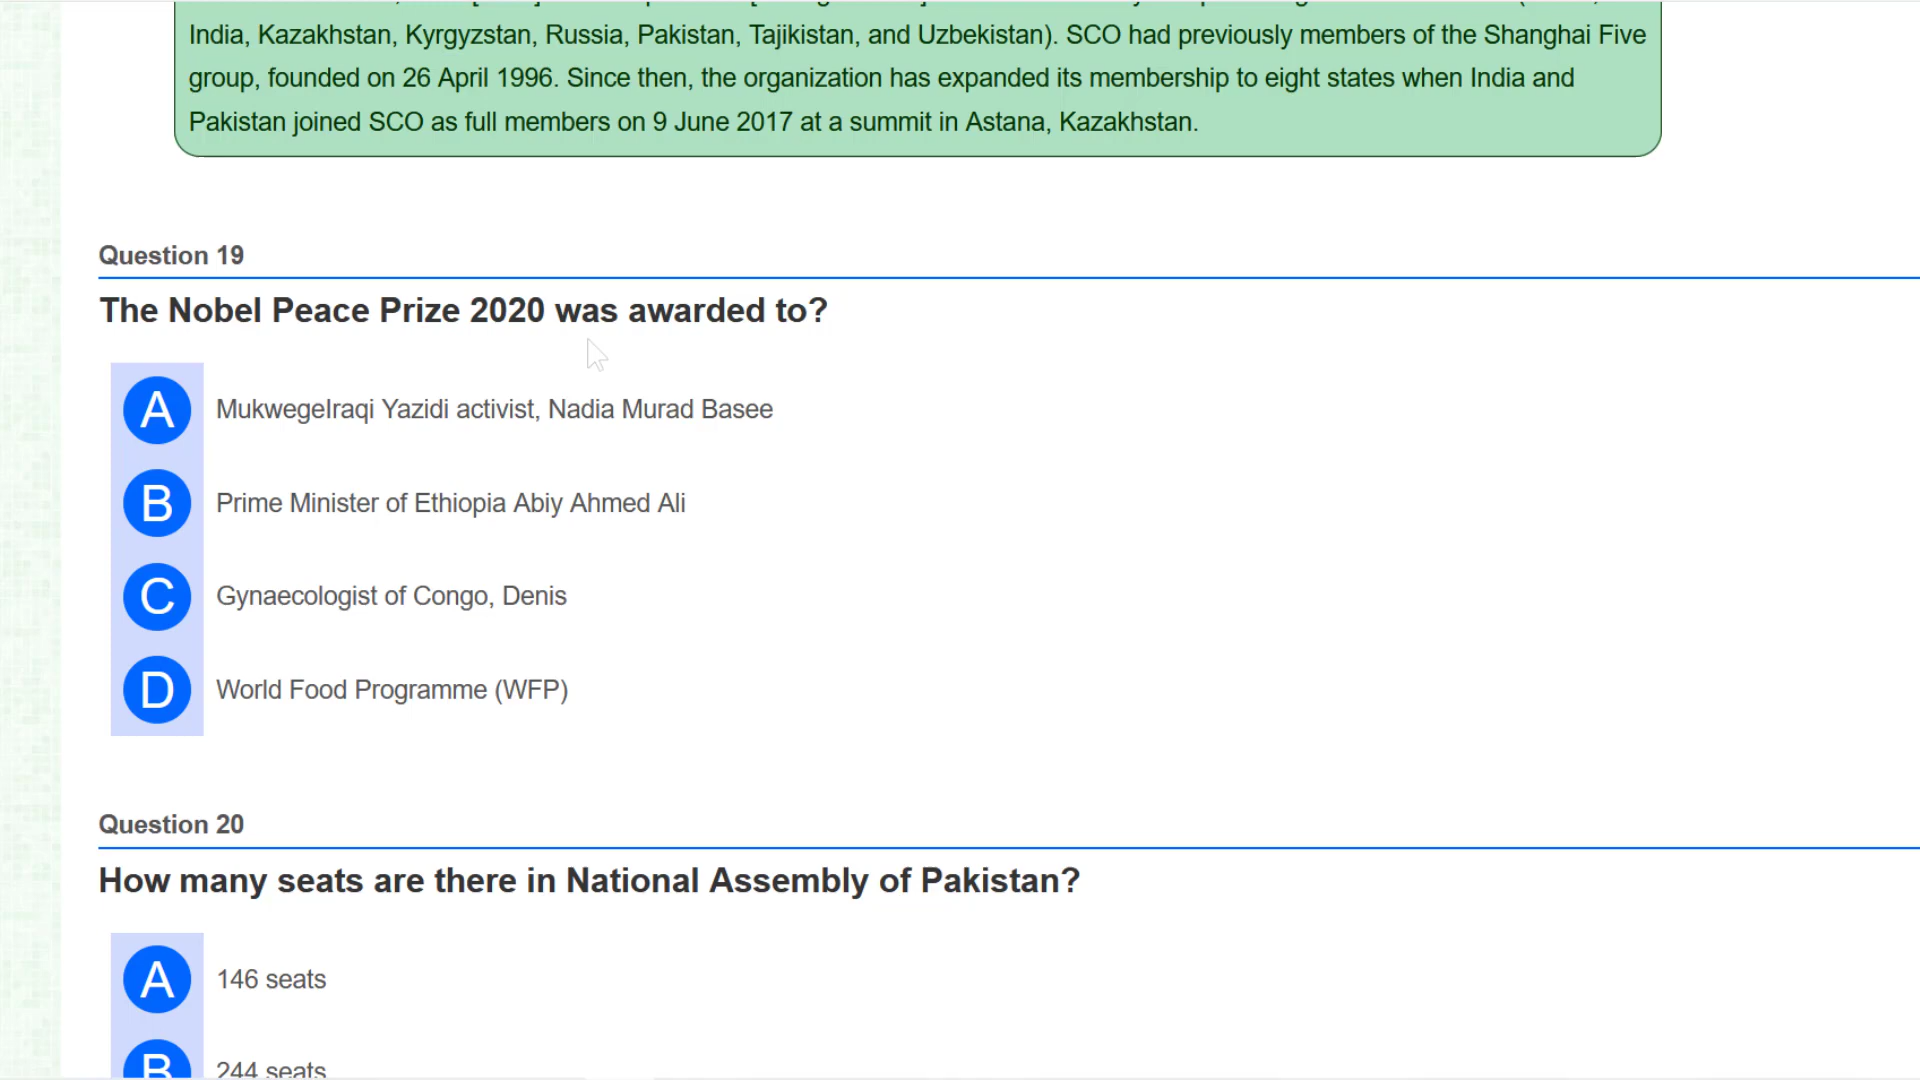 India, Kazakhstan, Kyrgyzstan, Russia, Pakistan, Tajikistan, and Uzbekistan). SCO had previously members of the Shanghai Five
group, founded on 26 April 1996. Since then, the organization has expanded its membership to eight states when India and
Pakistan joined SCO as full members on 9 June 2017 at a summit in Astana, Kazakhstan.
Question 19
The Nobel Peace Prize 2020 was awarded to?
A MukwegeIraqi Yazidi activist, Nadia Murad Basee
B Prime Minister of Ethiopia Abiy Ahmed Ali
C Gynaecologist of Congo, Denis
D World Food Programme (WFP)
Question 20
How many seats are there in National Assembly of Pakistan?
A 146 seats
B 244 seats